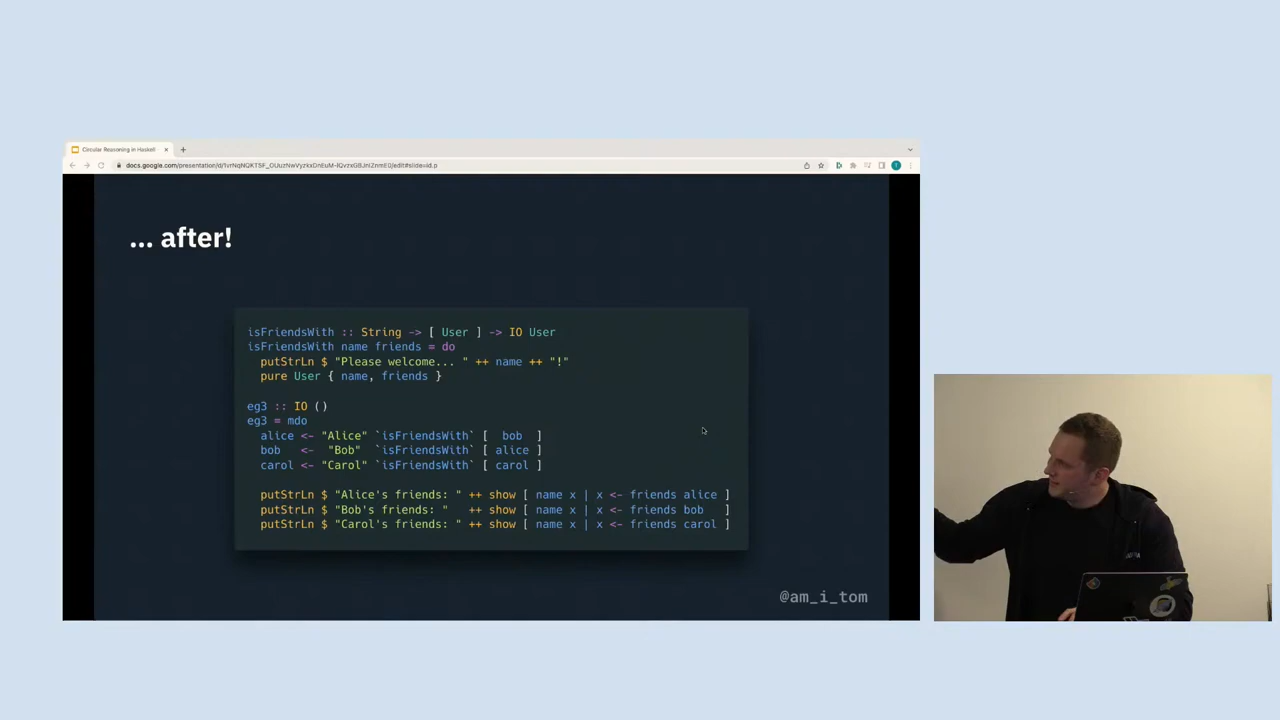 Circular Reasoning in Haskell
... after!
isFriendsWith :: String -> [ User ] -> IO User
isFriendsWith name friends = do
  putStrLn $ "Please welcome... " ++ name ++ "!"
  pure User { name, friends }
eg3 :: IO ()
eg3 = mdo
  alice <- "Alice" `isFriendsWith` [  bob  ]
  bob   <-  "Bob"  `isFriendsWith` [ alice ]
  carol <- "Carol" `isFriendsWith` [ carol ]
  putStrLn $ "Alice's friends: " ++ show [ name x | x <- friends alice ]
  putStrLn $ "Bob's friends: "   ++ show [ name x | x <- friends bob   ]
  putStrLn $ "Carol's friends: " ++ show [ name x | x <- friends carol ]
@am_i_tom